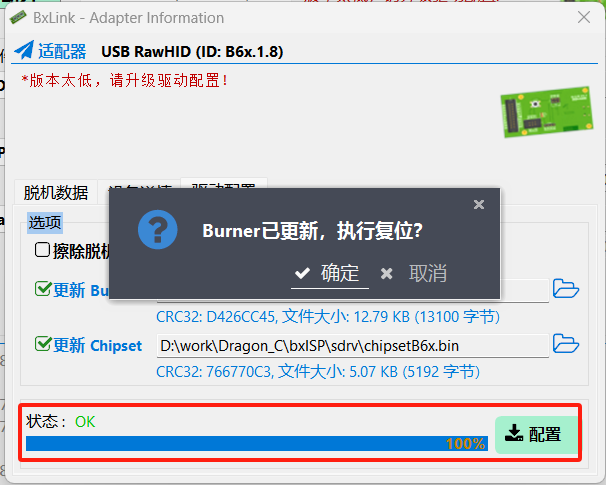 BxLink - Adapter Information
适配器 USB RawHID (ID: B6x.1.8)
*版本太低，请升级驱动配置！
脱机数据 驱动配置
选项
Burner已更新，执行复位?
确定 取消
擦除脱机
更新 Bu
CRC32: D426CC45, 文件大小: 12.79 KB (13100 字节)
更新 Chipset D:\work\Dragon_C\bxISP\sdrv\chipsetB6x.bin
CRC32: 766770C3, 文件大小: 5.07 KB (5192 字节)
状态： OK
100%
配置